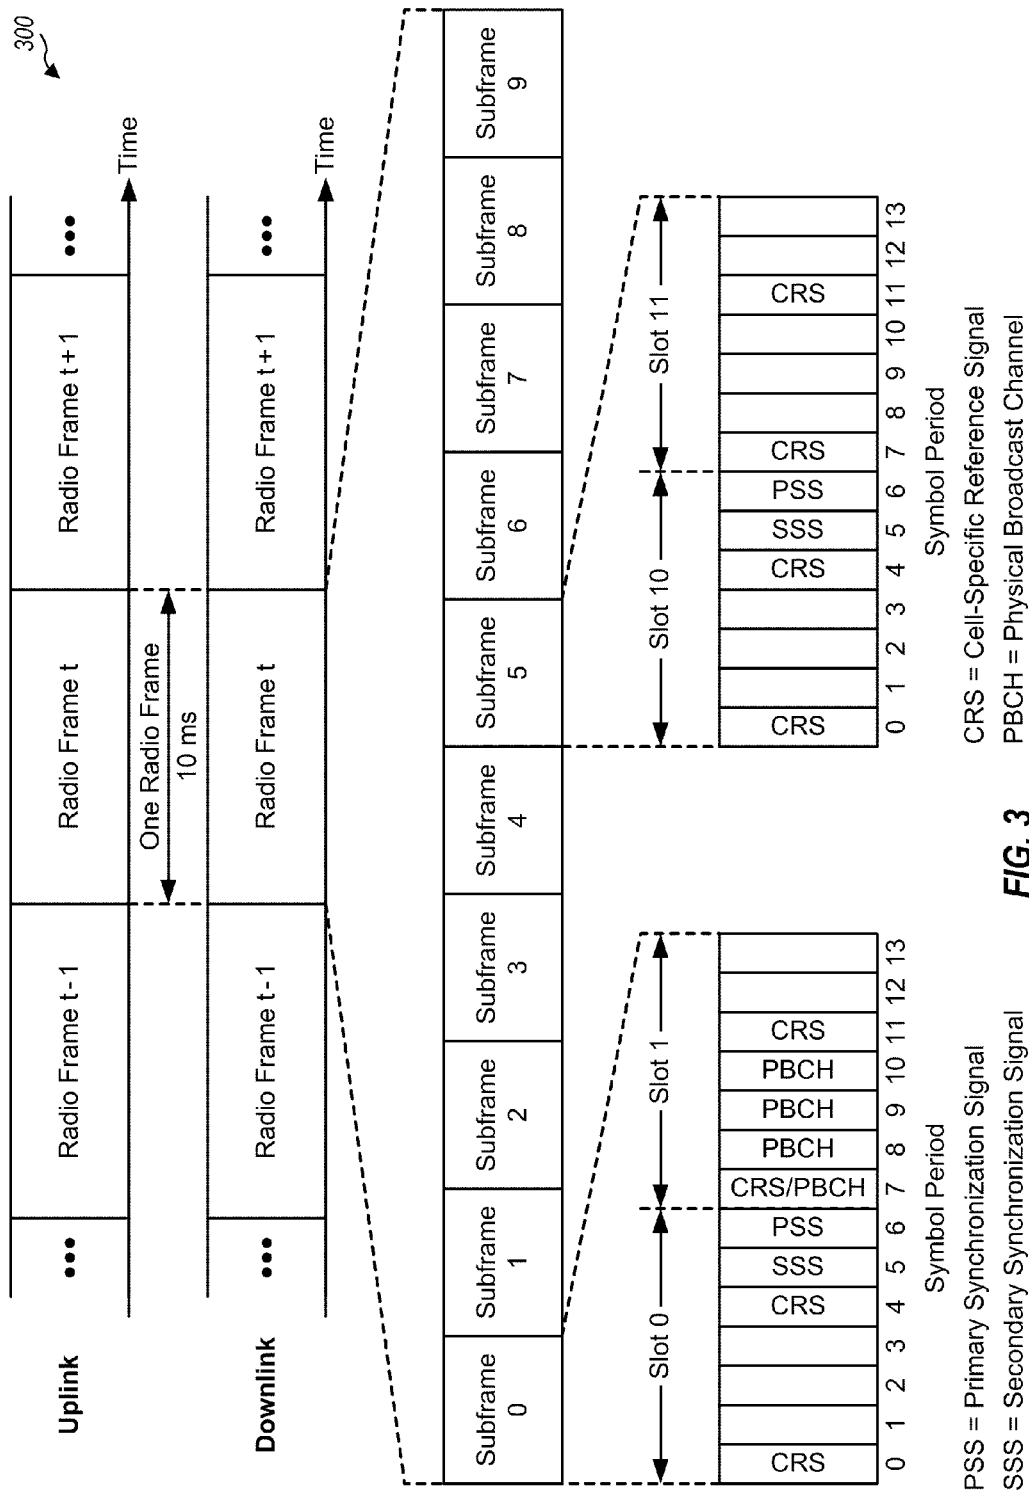 300
Uplink
••• Radio Frame t - 1 Radio Frame t Radio Frame t + 1 •••
Time
One Radio Frame
10 ms
Downlink
••• Radio Frame t - 1 Radio Frame t Radio Frame t + 1 •••
Time
Subframe 0
Subframe 1
Subframe 2
Subframe 3
Subframe 4
Subframe 5
Subframe 6
Subframe 7
Subframe 8
Subframe 9
Slot 0 Slot 1
CRS CRS SSS PSS CRS/PBCH PBCH PBCH PBCH CRS
0 1 2 3 4 5 6 7 8 9 10 11 12 13
Symbol Period
Slot 10 Slot 11
CRS CRS SSS PSS CRS CRS
0 1 2 3 4 5 6 7 8 9 10 11 12 13
Symbol Period
PSS = Primary Synchronization Signal
SSS = Secondary Synchronization Signal
CRS = Cell-Specific Reference Signal
PBCH = Physical Broadcast Channel
FIG. 3